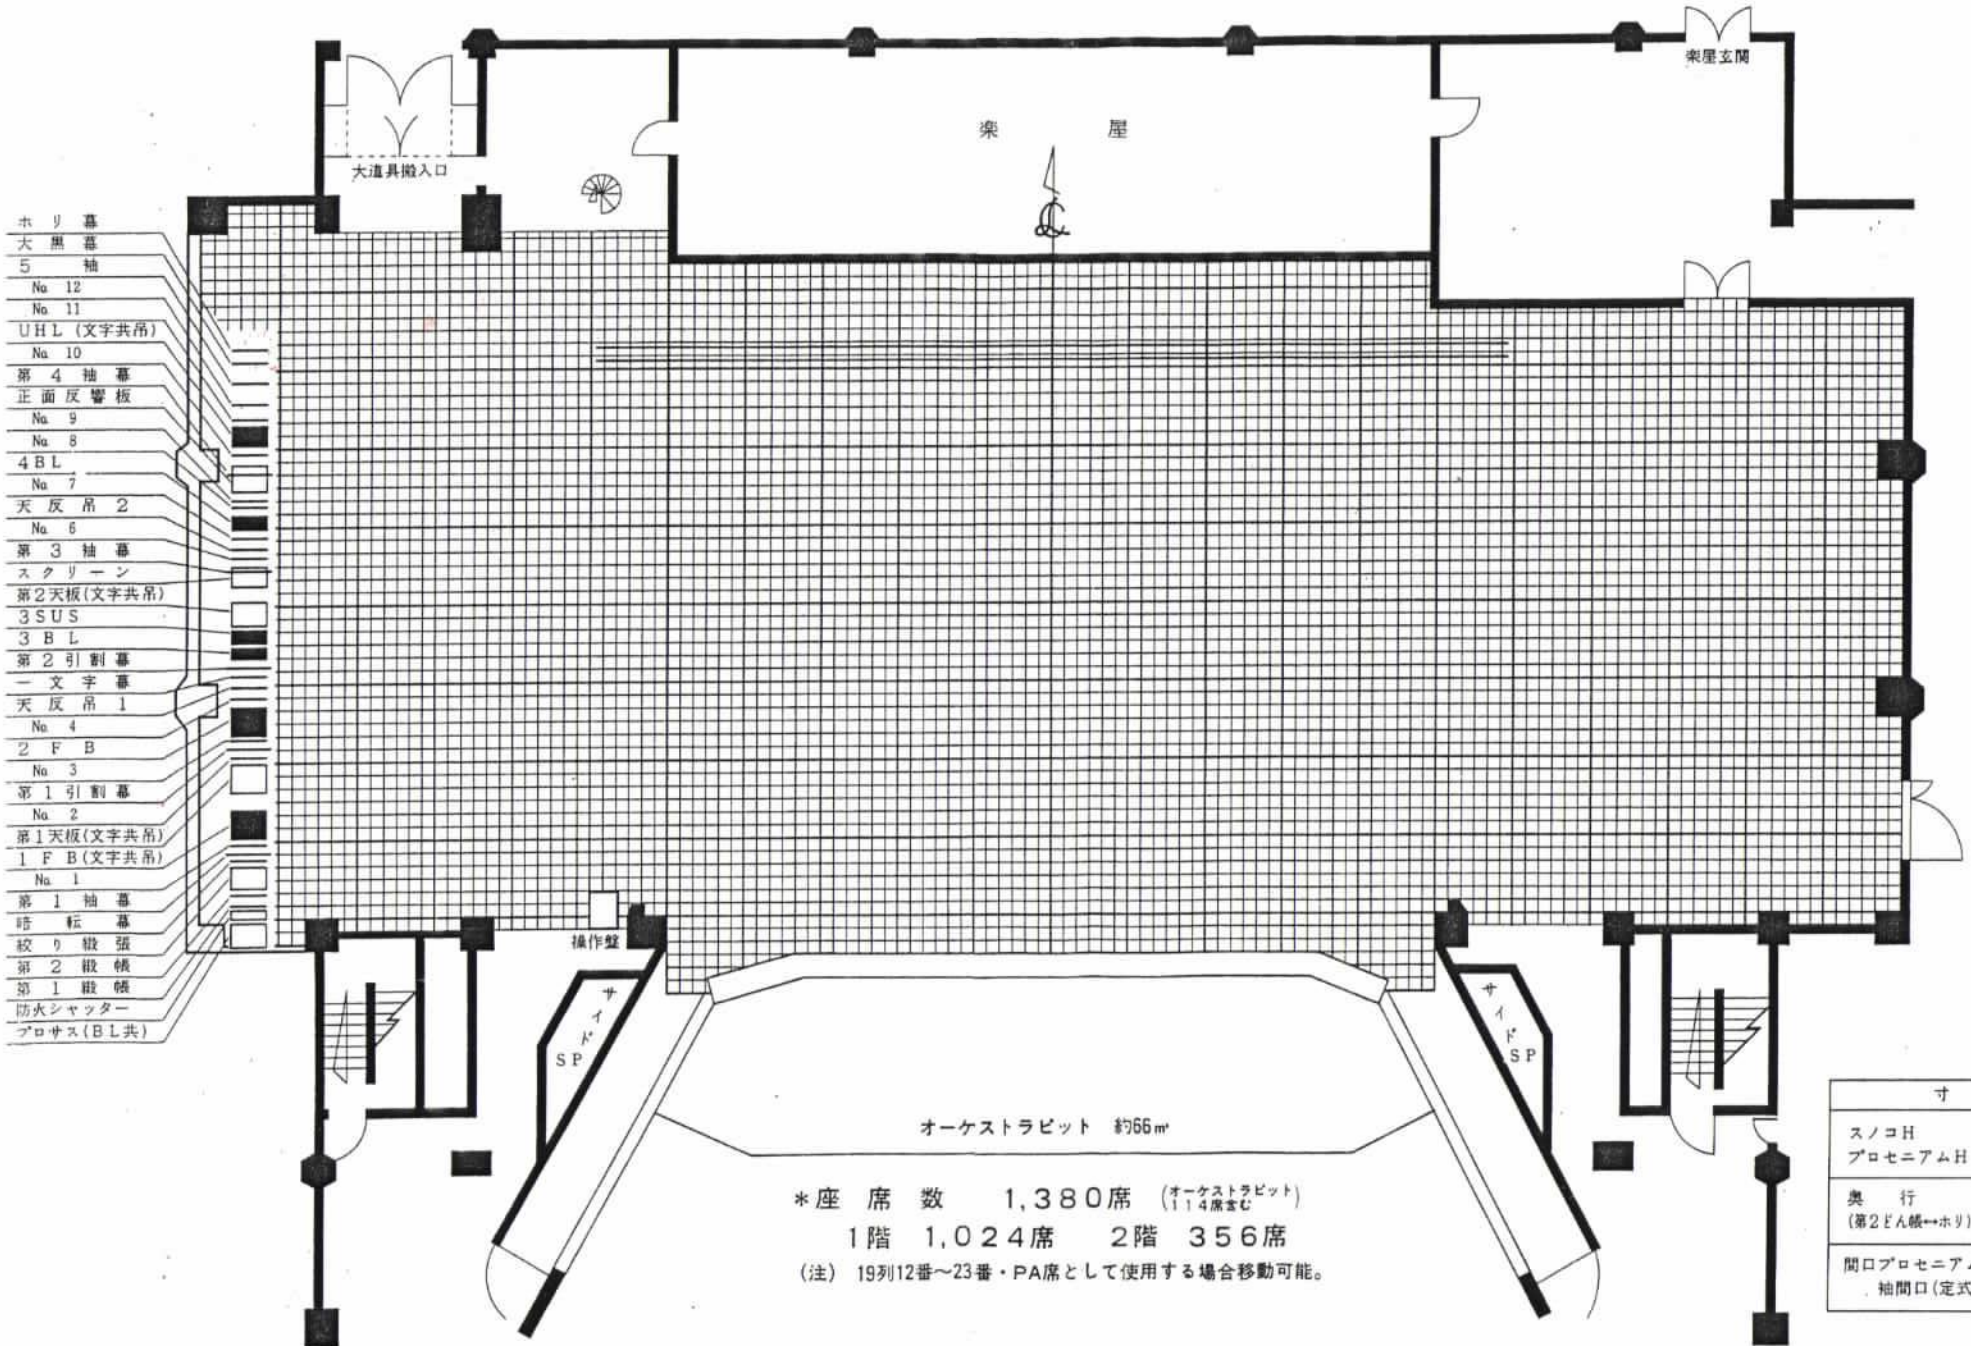 楽屋玄関
楽 屋
大道具搬入口
ホリ幕
大黒幕
5 袖
No. 12
No. 11
UHL (文字共吊)
No. 10
第4袖幕
正面反響板
No. 9
No. 8
4BL
No. 7
天反吊2
No. 6
第3袖幕
スクリーン
第2天板(文字共吊)
3SUS
3BL
第2引割幕
一文字幕
天反吊1
No. 4
2FB
No. 3
第1引割幕
No. 2
第1天板(文字共吊)
1FB(文字共吊)
No. 1
第1袖幕
暗転幕
絞り緞張
第2緞帳
第1緞帳
防火シャッター
プロサス(BL共)
操作盤
サイドSP
サイドSP
オーケストラピット 約66㎡
*座席数 1,380席 (オーケストラピット114席含む)
1階 1,024席 2階 356席
(注) 19列12番～23番・PA席として使用する場合移動可能。
寸
スノコH
プロセニアムH
奥行
(第2どん帳↔ホリ)
間口プロセニアム
袖間口(定式